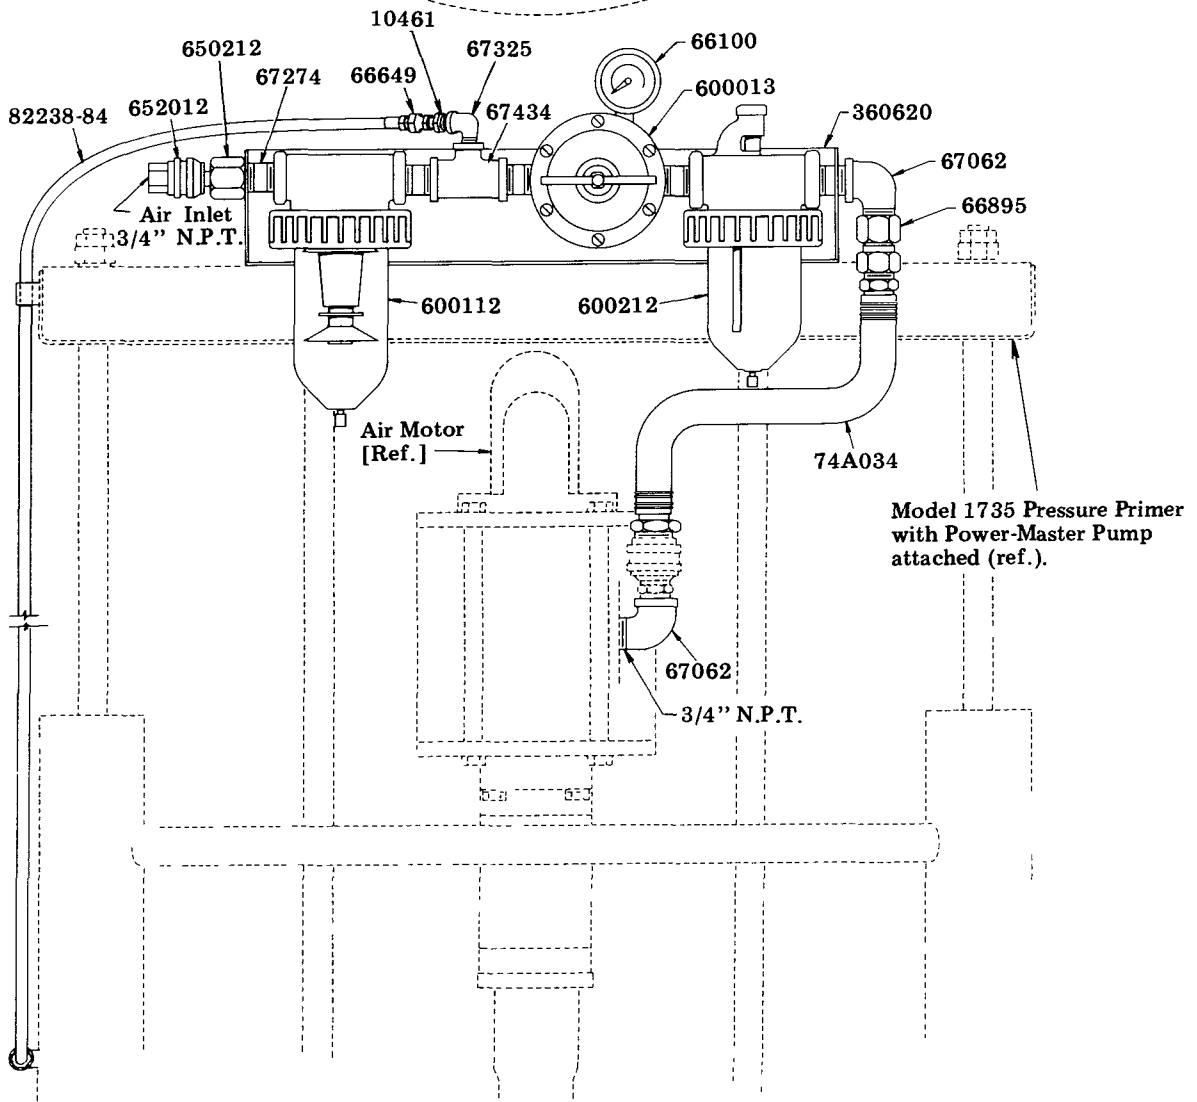 10461
650212
67325
66100
67274
66649
600013
82238-84
652012
67434
360620
67062
Air Inlet
3/4" N.P.T.
66895
600112
600212
Air Motor
[Ref.]
74A034
Model 1735 Pressure Primer
with Power-Master Pump
attached (ref.).
67062
3/4" N.P.T.